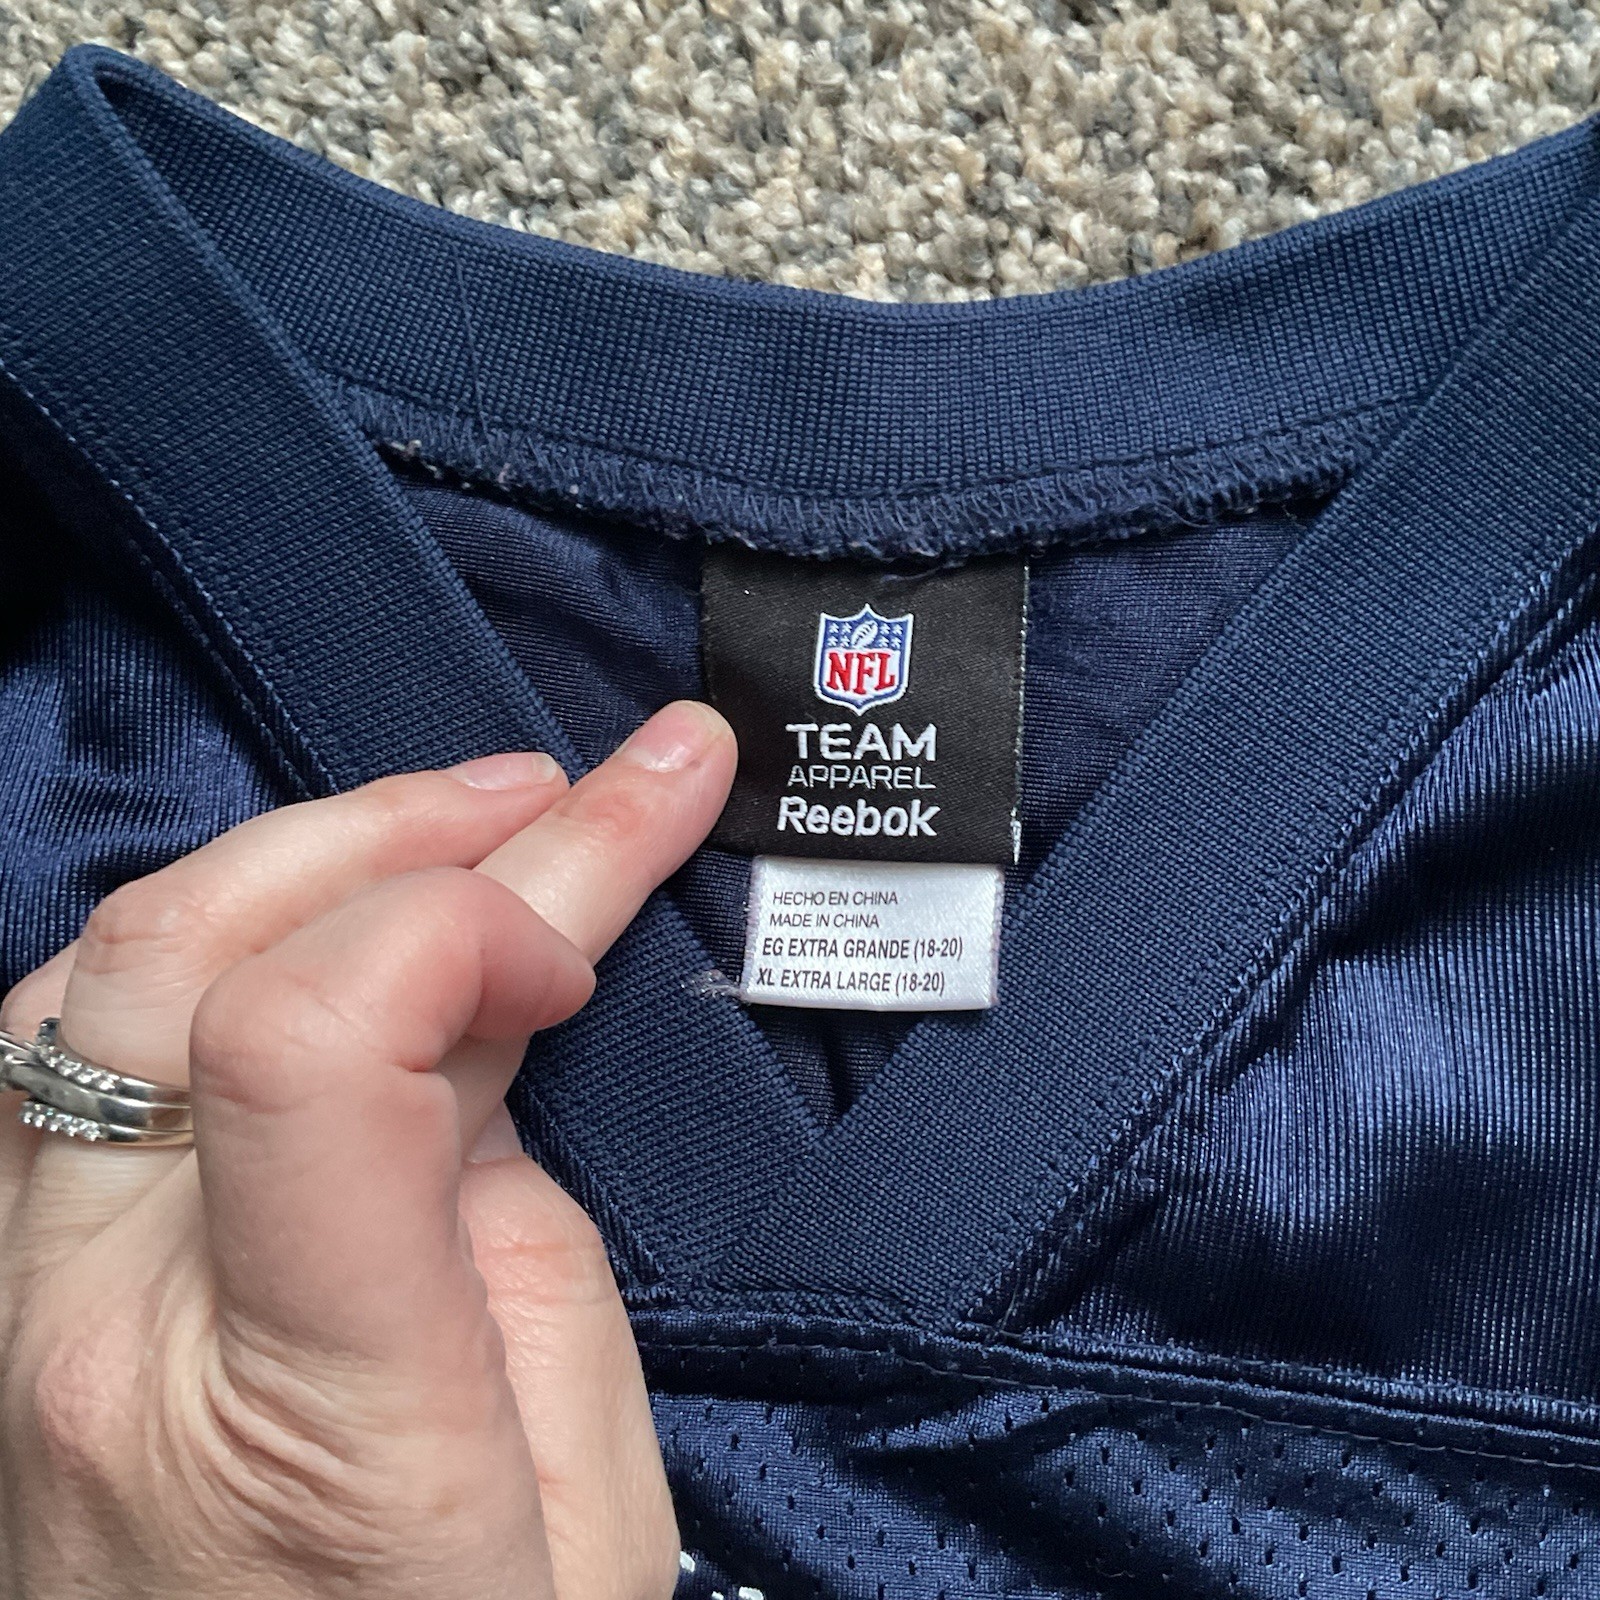 NFL
TEAM
APPAREL
Reebok
HECHO EN CHINA
MADE IN CHINA
EG EXTRA GRANDE (18-20)
XL EXTRA LARGE (18-20)